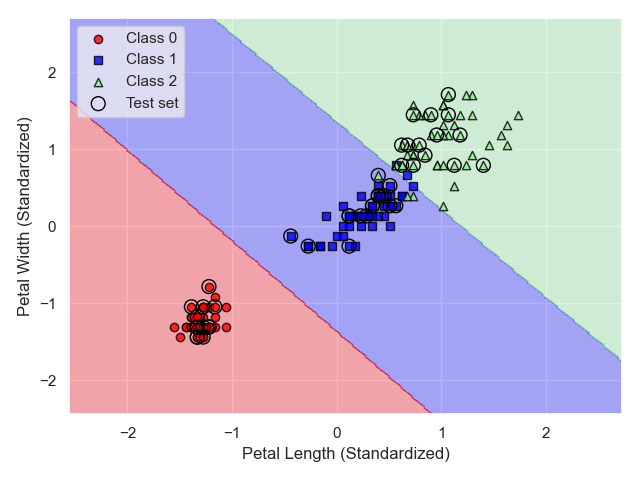 Class 0
Class 1
Class 2
Test set
2
1
0
−1
−2
Petal Width (Standardized)
−2 −1 0 1 2
Petal Length (Standardized)